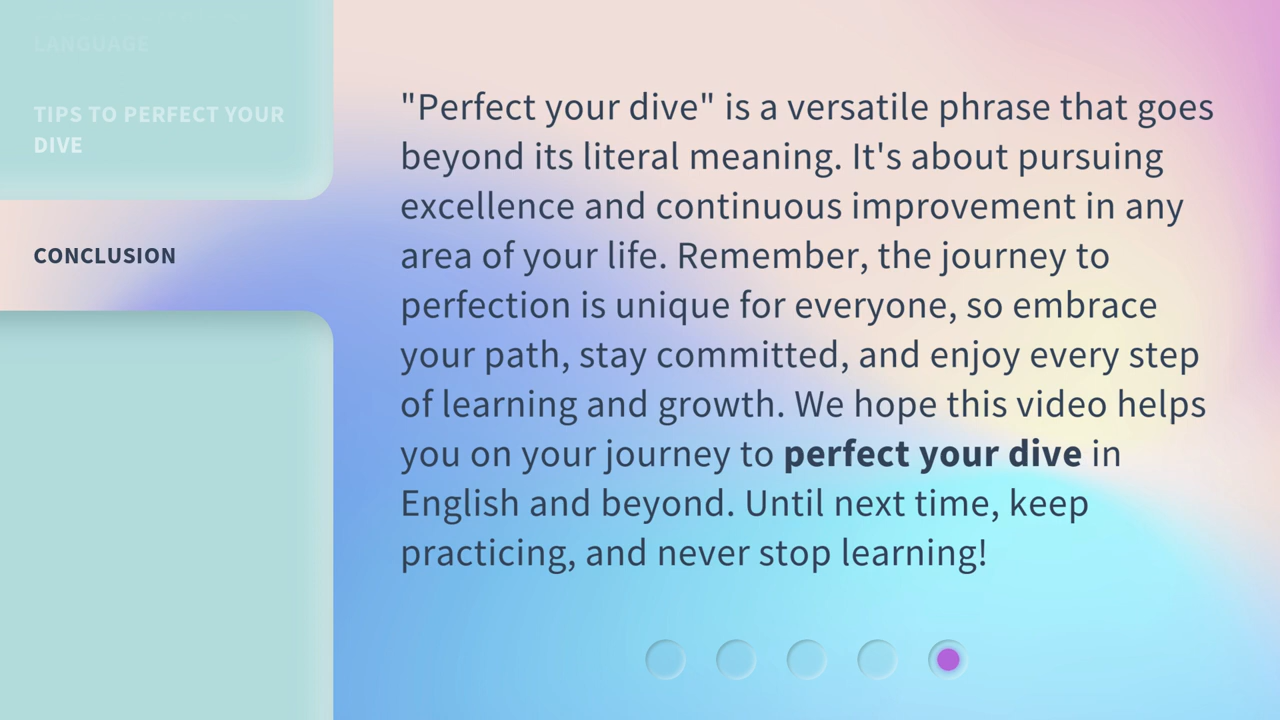 LANGUAGE
TIPS TO PERFECT YOUR
DIVE
CONCLUSION
"Perfect your dive" is a versatile phrase that goes
beyond its literal meaning. It's about pursuing
excellence and continuous improvement in any
area of your life. Remember, the journey to
perfection is unique for everyone, so embrace
your path, stay committed, and enjoy every step
of learning and growth. We hope this video helps
you on your journey to perfect your dive in
English and beyond. Until next time, keep
practicing, and never stop learning!